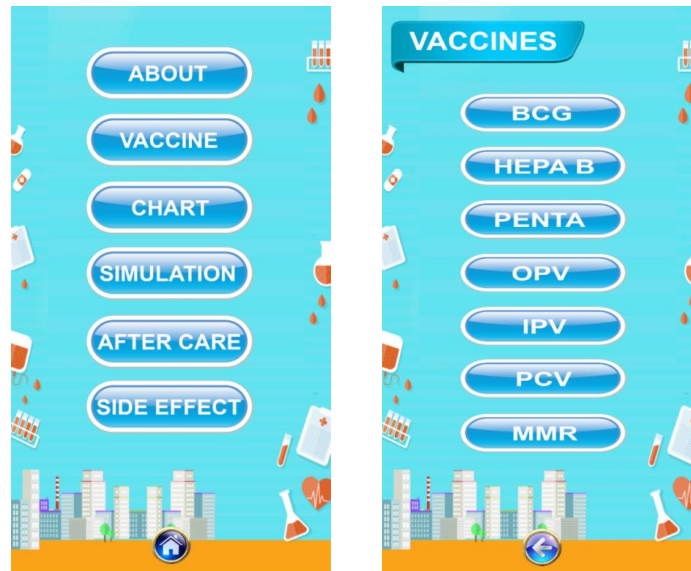 ABOUT
VACCINE
CHART
SIMULATION
AFTER CARE
SIDE EFFECT
VACCINES
BCG
HEPA B
PENTA
OPV
IPV
PCV
MMR